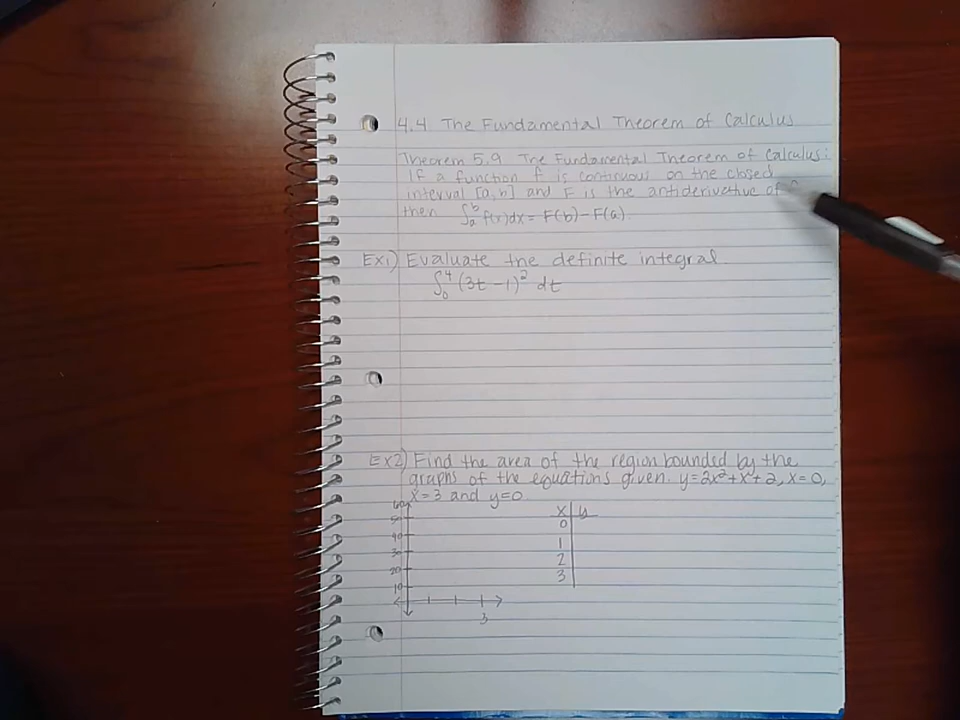 4.4 The Fundamental Theorem of Calculus
Theorem 5.9 The Fundamental Theorem of Calculus:
If a function f is continuous on the closed
interval [a,b] and F is the antiderivative of
then ∫ₐᵇ f(x)dx = F(b) - F(a).
Ex1) Evaluate the definite integral
∫₀⁴ (3t - 1)² dt
Ex2) Find the area of the region bounded by the
graphs of the equations given. y=2x²+x+2, x=0,
x=3 and y=0
60
50
40
30
20
10
3
x y
0
1
2
3